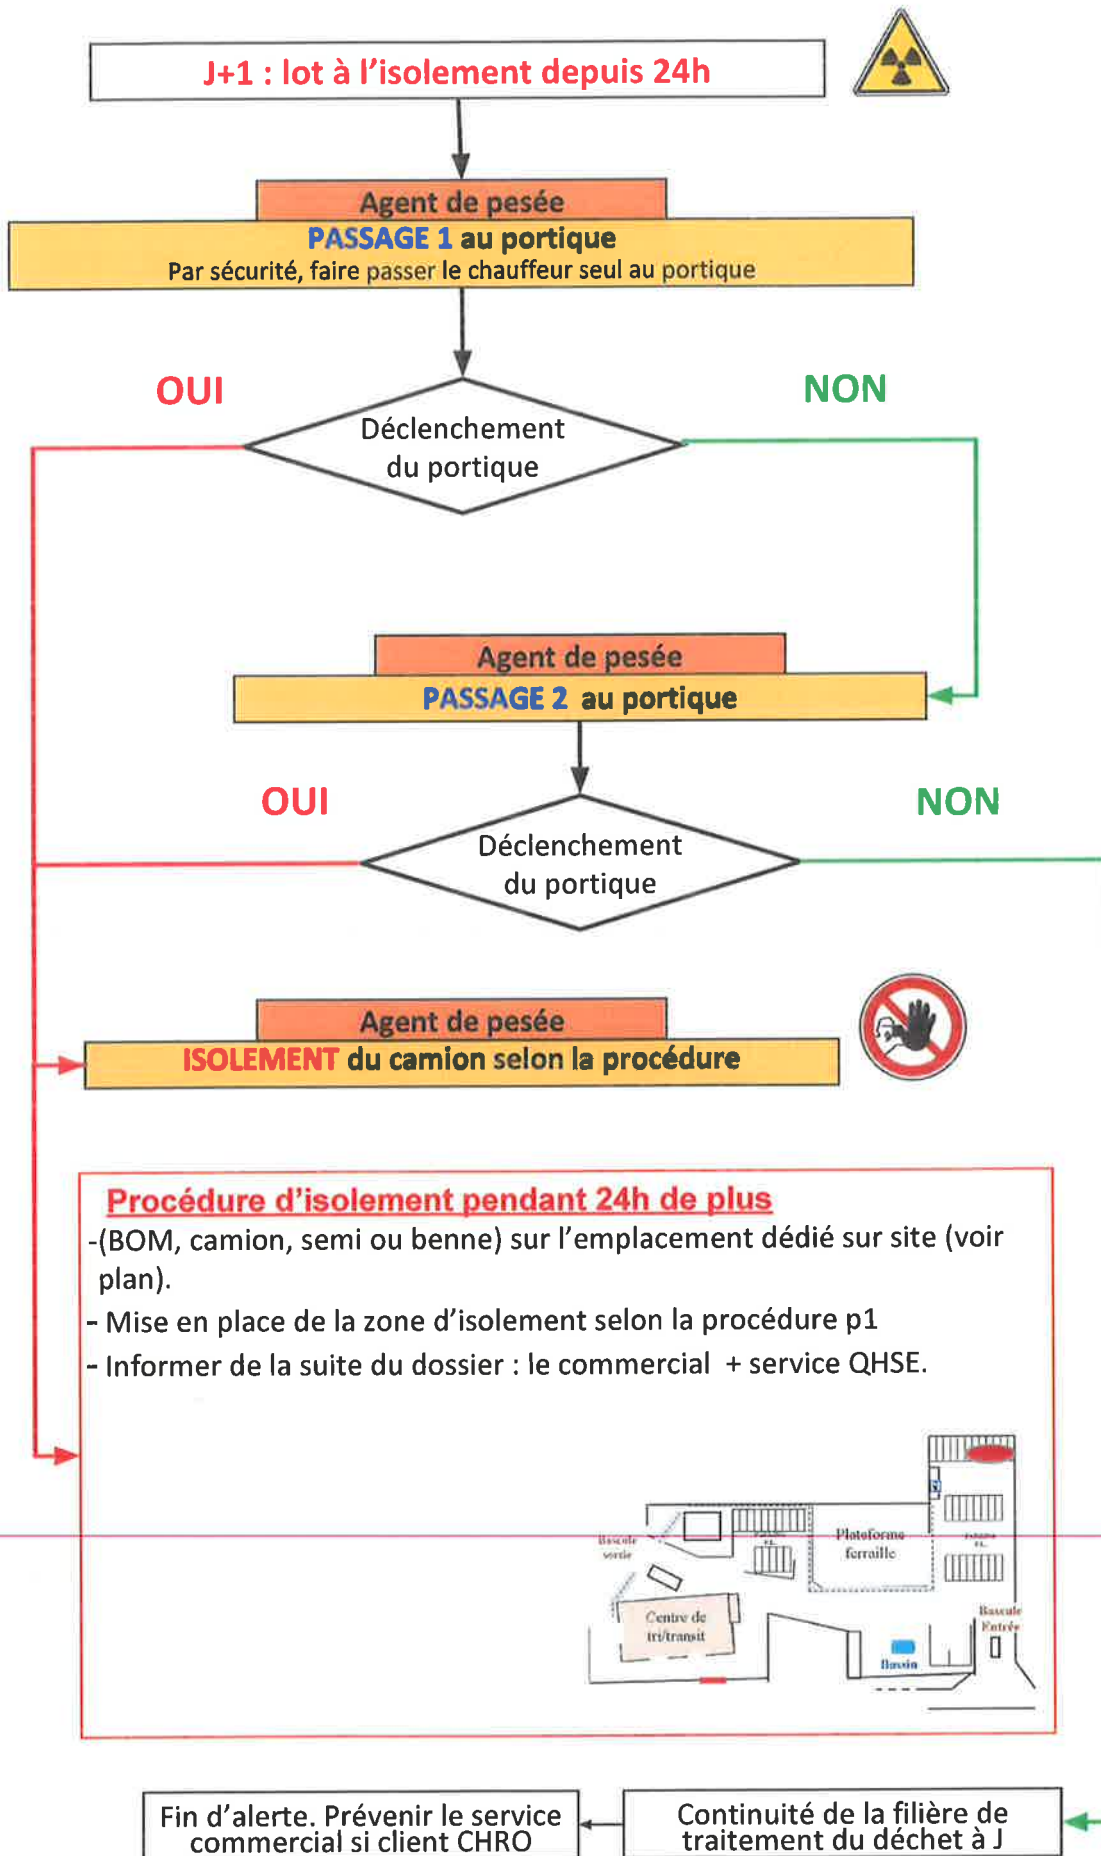 J+1 : lot à l'isolement depuis 24h
Agent de pesée
PASSAGE 1 au portique
Par sécurité, faire passer le chauffeur seul au portique
OUI
NON
Déclenchement
du portique
Agent de pesée
PASSAGE 2 au portique
OUI
NON
Déclenchement
du portique
Agent de pesée
ISOLEMENT du camion selon la procédure
Procédure d'isolement pendant 24h de plus
-(BOM, camion, semi ou benne) sur l'emplacement dédié sur site (voir
plan).
- Mise en place de la zone d'isolement selon la procédure p1
- Informer de la suite du dossier : le commercial + service QHSE.
Bascule
sortie
Plateforme
ferraille
Centre de
tri/transit
Bascule
Entrée
Bassin
Fin d'alerte. Prévenir le service
commercial si client CHRO
Continuité de la filière de
traitement du déchet à J